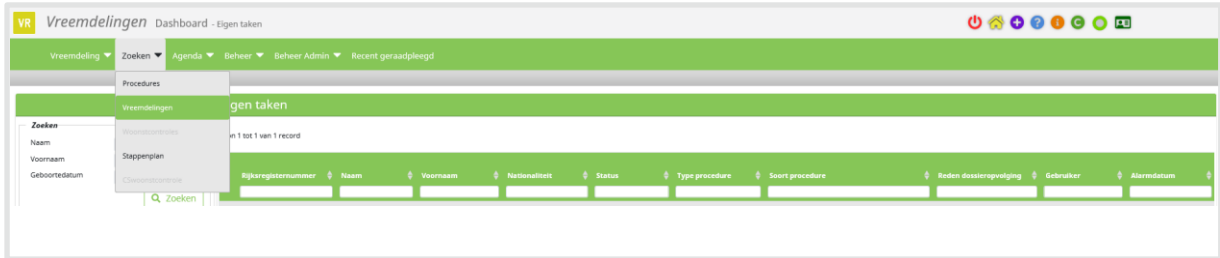 VR Vreemdelingen Dashboard - Eigen taken
Vreemdeling Zoeken Agenda Beheer Beheer Admin Recent geraadpleegd
Procedures
Vreemdelingen
gen taken
Zoeken
Woonstcontroles
n 1 tot 1 van 1 record
Naam
Voornaam
Stappenplan
Geboortedatum
Rijksregisternummer Naam Voornaam Nationaliteit Status Type procedure Soort procedure Reden dossieropvolging Gebruiker Alarmdatum
Zoeken